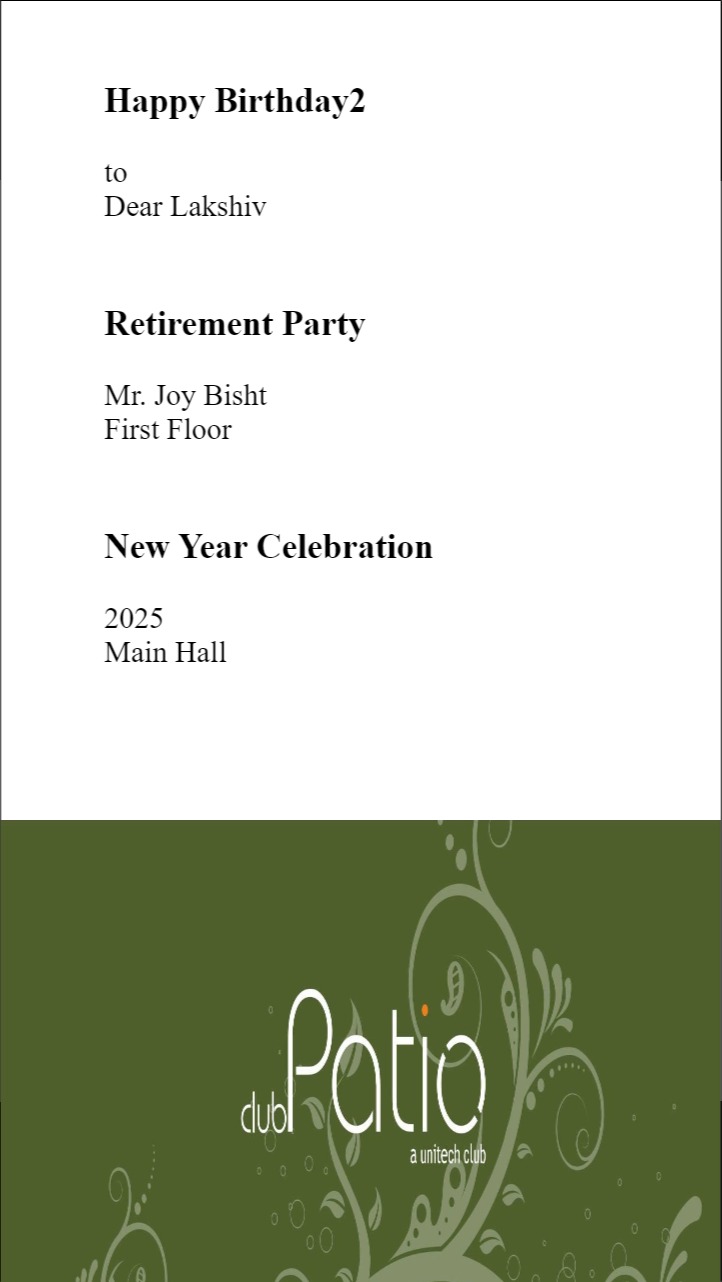 Happy Birthday2
to
Dear Lakshiv
Retirement Party
Mr. Joy Bisht
First Floor
New Year Celebration
2025
Main Hall
club Patio
a unitech club